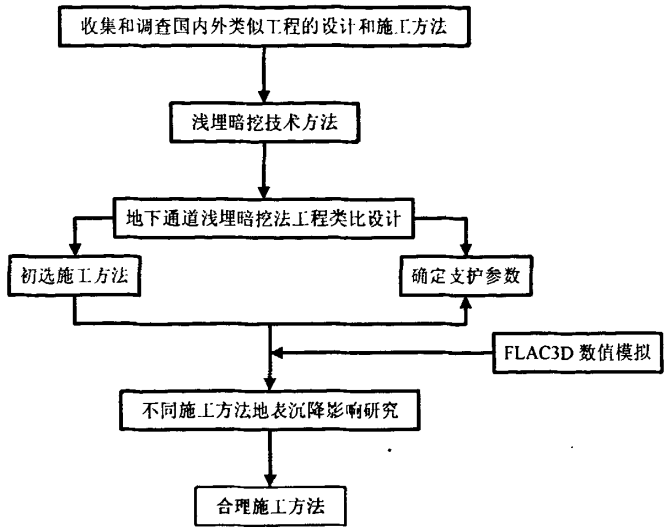 收集和调查国内外类似工程的设计和施工方法
浅埋暗挖技术方法
地下通道浅埋暗挖法工程类比设计
初选施工方法
确定支护参数
FLAC3D 数值模拟
不同施工方法地表沉降影响研究
合理施工方法